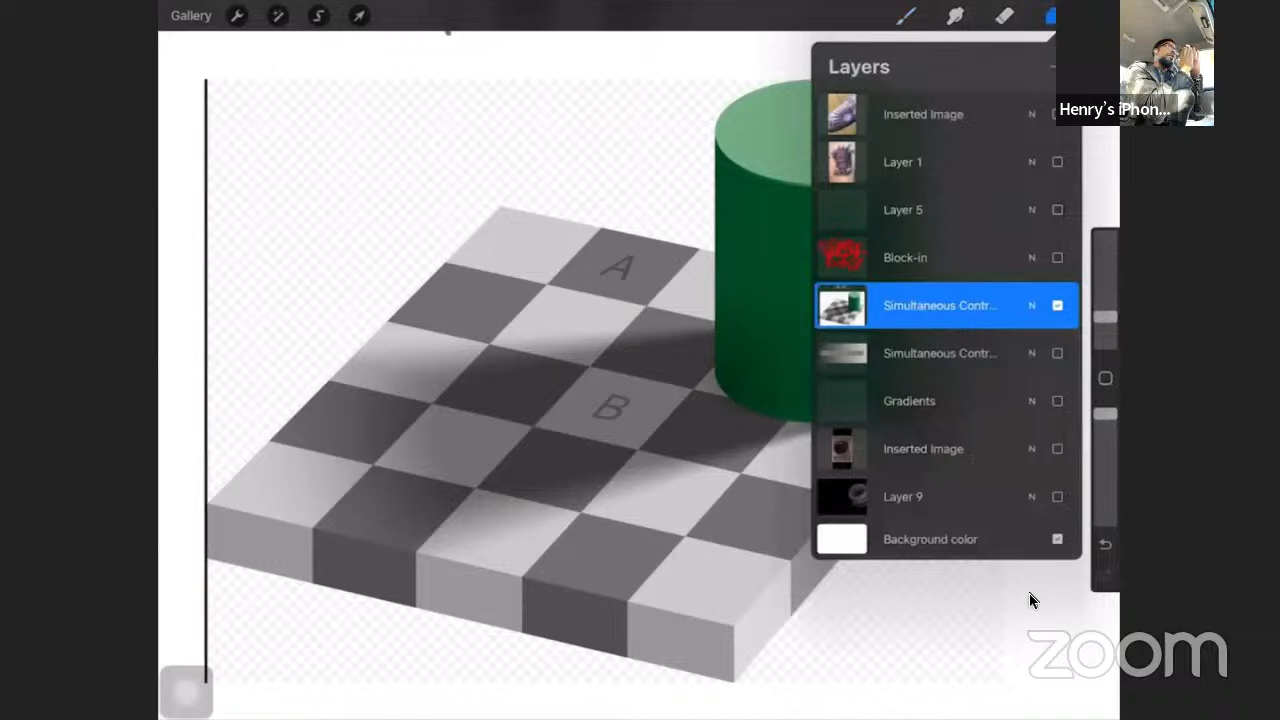 Gallery
Layers
Inserted Image N
Henry's iPhon...
Layer 1 N
Layer 5 N
Block-in N
Simultaneous Contr... N
Simultaneous Contr... N
Gradients N
Inserted Image N
Layer 9 N
Background color
A
B
zoom